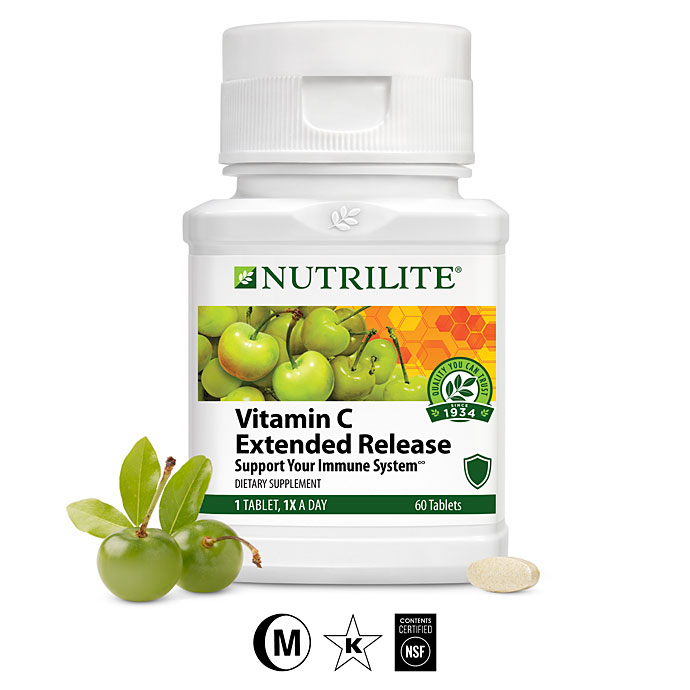 NUTRILITE®
QUALITY YOU CAN TRUST
SINCE
1934
Vitamin C
Extended Release
Support Your Immune System∞
DIETARY SUPPLEMENT
1 TABLET, 1X A DAY 60 Tablets
M
K
CONTENTS
CERTIFIED
NSF